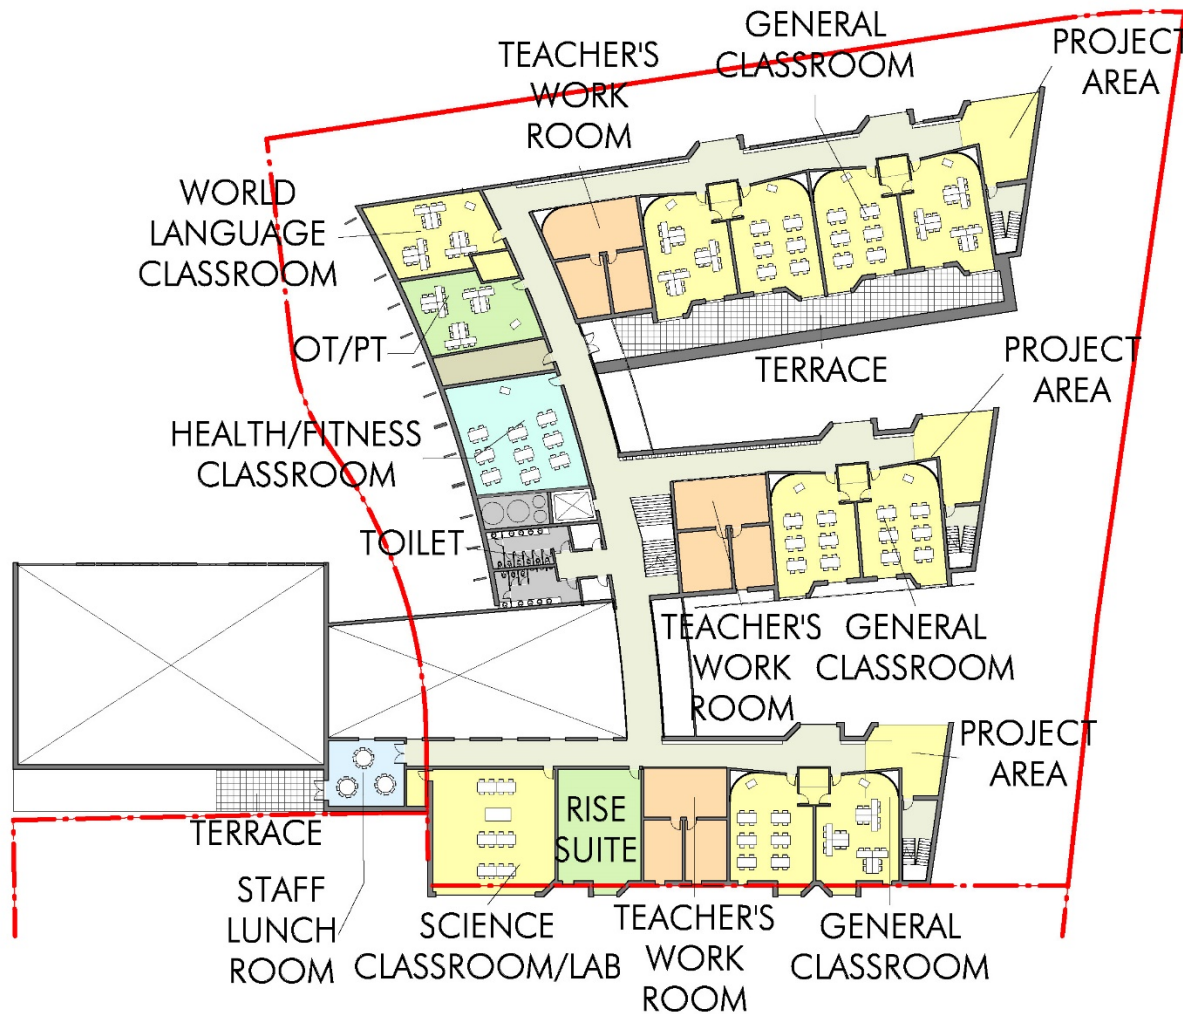 GENERAL
CLASSROOM
PROJECT
AREA
TEACHER'S
WORK
ROOM
WORLD
LANGUAGE
CLASSROOM
OT/PT
TERRACE
PROJECT
AREA
HEALTH/FITNESS
CLASSROOM
TOILET
TEACHER'S
WORK
ROOM
GENERAL
CLASSROOM
PROJECT
AREA
RISE
SUITE
TERRACE
STAFF
LUNCH
ROOM
SCIENCE
CLASSROOM/LAB
TEACHER'S
WORK
ROOM
GENERAL
CLASSROOM